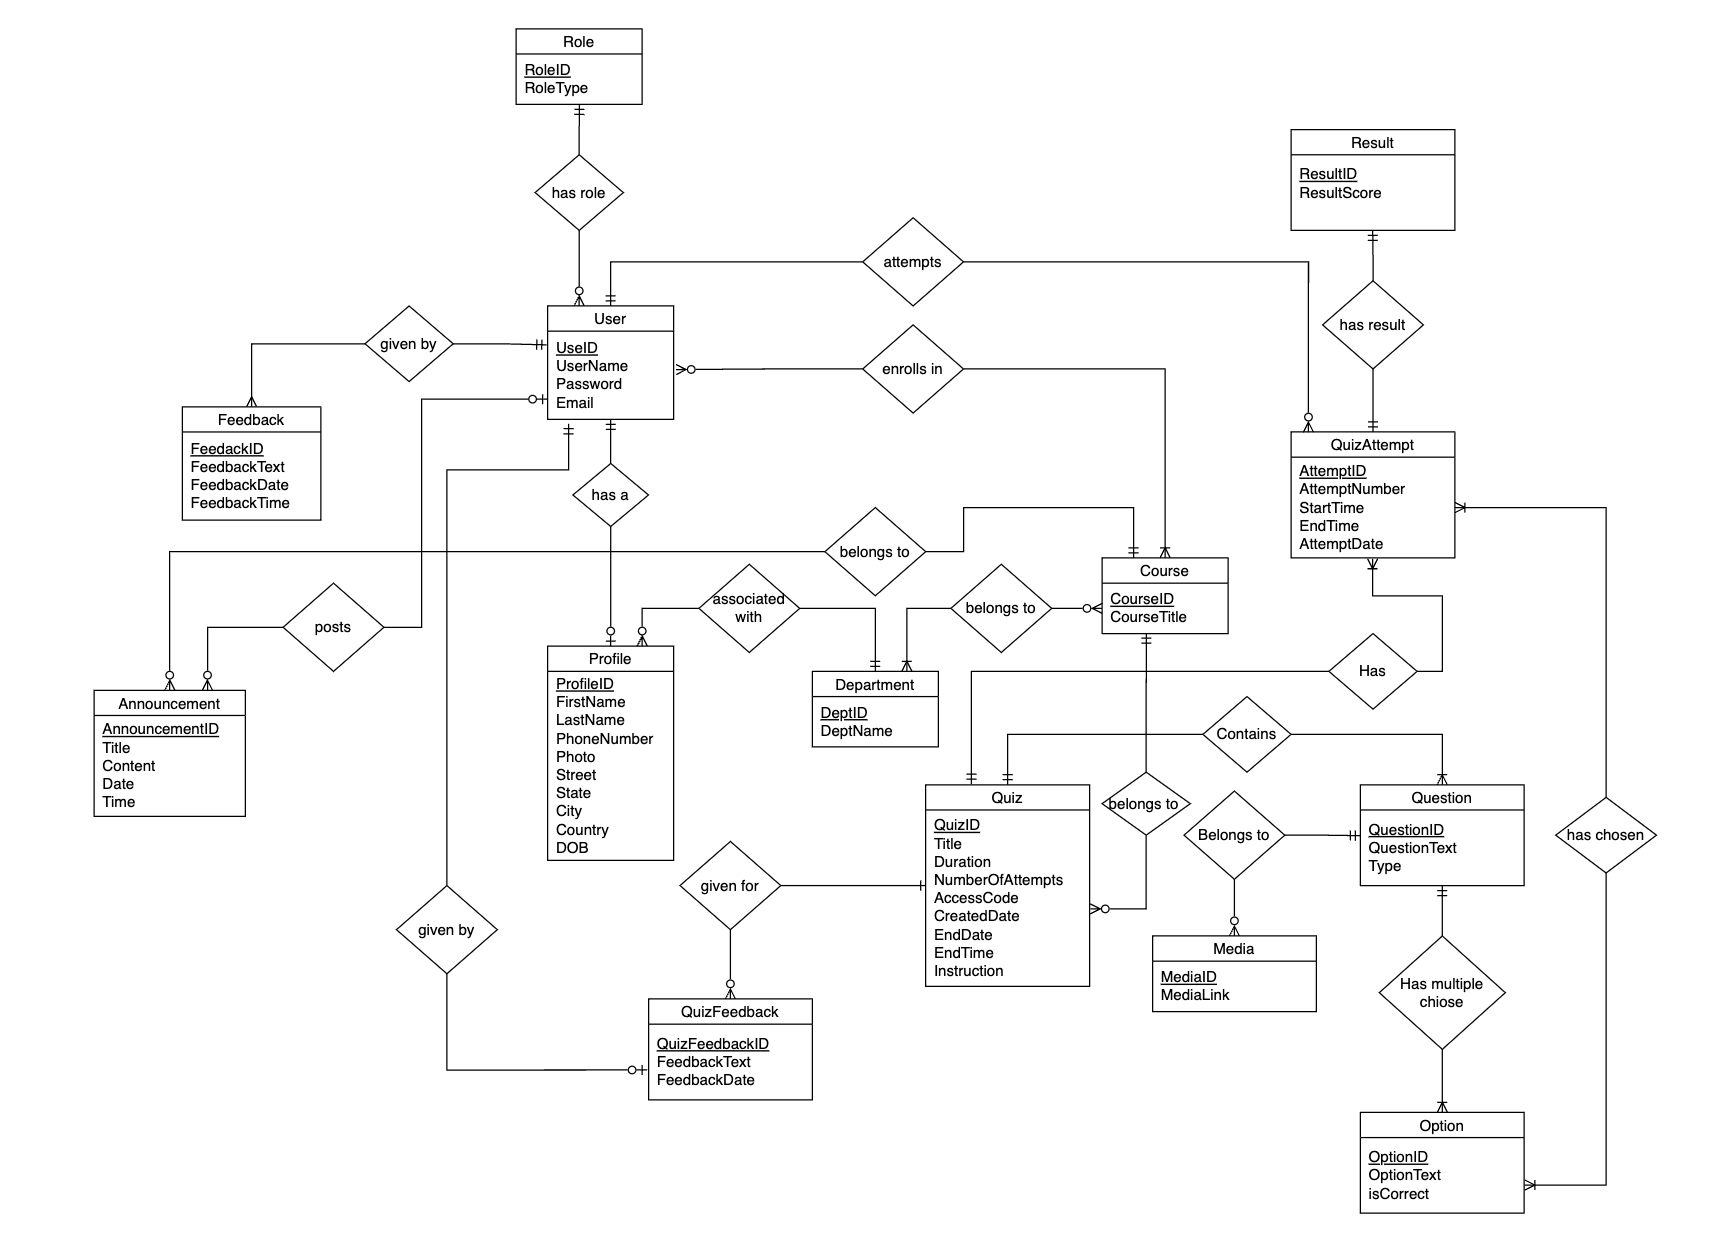 Role
RoleID
RoleType
has role
Result
ResultID
ResultScore
attempts
has result
given by
User
UseID
UserName
Password
Email
enrolls in
Feedback
FeedackID
FeedbackText
FeedbackDate
FeedbackTime
QuizAttempt
AttemptID
AttemptNumber
StartTime
EndTime
AttemptDate
has a
belongs to
Course
CourseID
CourseTitle
associated
with
belongs to
posts
Profile
ProfileID
FirstName
LastName
PhoneNumber
Photo
Street
State
City
Country
DOB
Department
DeptID
DeptName
Has
Announcement
AnnouncementID
Title
Content
Date
Time
Contains
Quiz
QuizID
Title
Duration
NumberOfAttempts
AccessCode
CreatedDate
EndDate
EndTime
Instruction
belongs to
Belongs to
Question
QuestionID
QuestionText
Type
has chosen
given for
given by
Media
MediaID
MediaLink
Has multiple
chiose
QuizFeedback
QuizFeedbackID
FeedbackText
FeedbackDate
Option
OptionID
OptionText
isCorrect